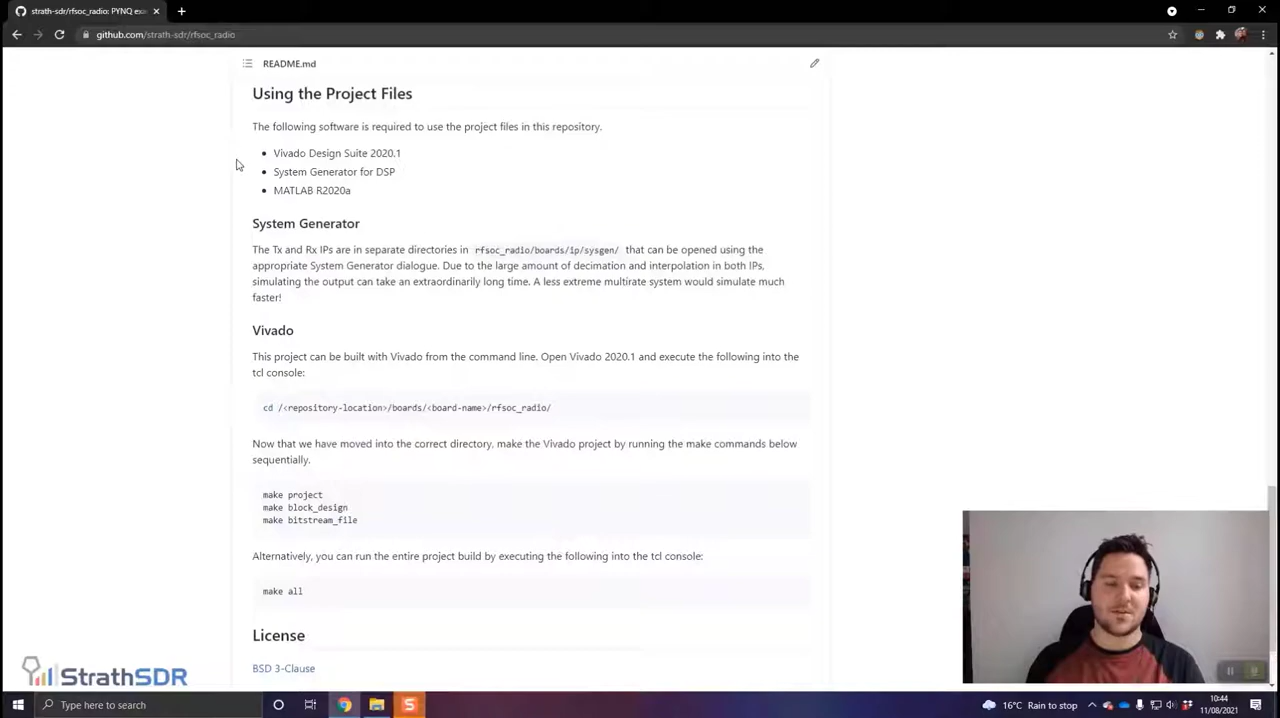 strath-sdr/rfsoc_radio: PYNQ exa
github.com/strath-sdr/rfsoc_radio
README.md
Using the Project Files
The following software is required to use the project files in this repository.
Vivado Design Suite 2020.1
System Generator for DSP
MATLAB R2020a
System Generator
The Tx and Rx IPs are in separate directories in rfsoc_radio/boards/ip/sysgen/ that can be opened using the
appropriate System Generator dialogue. Due to the large amount of decimation and interpolation in both IPs,
simulating the output can take an extraordinarily long time. A less extreme multirate system would simulate much
faster!
Vivado
This project can be built with Vivado from the command line. Open Vivado 2020.1 and execute the following into the
tcl console:
cd /<repository-location>/boards/<board-name>/rfsoc_radio/
Now that we have moved into the correct directory, make the Vivado project by running the make commands below
sequentially.
make project
make block_design
make bitstream_file
Alternatively, you can run the entire project build by executing the following into the tcl console:
make all
License
BSD 3-Clause
StrathSDR
Type here to search
S
16°C Rain to stop
10:44
11/08/2021